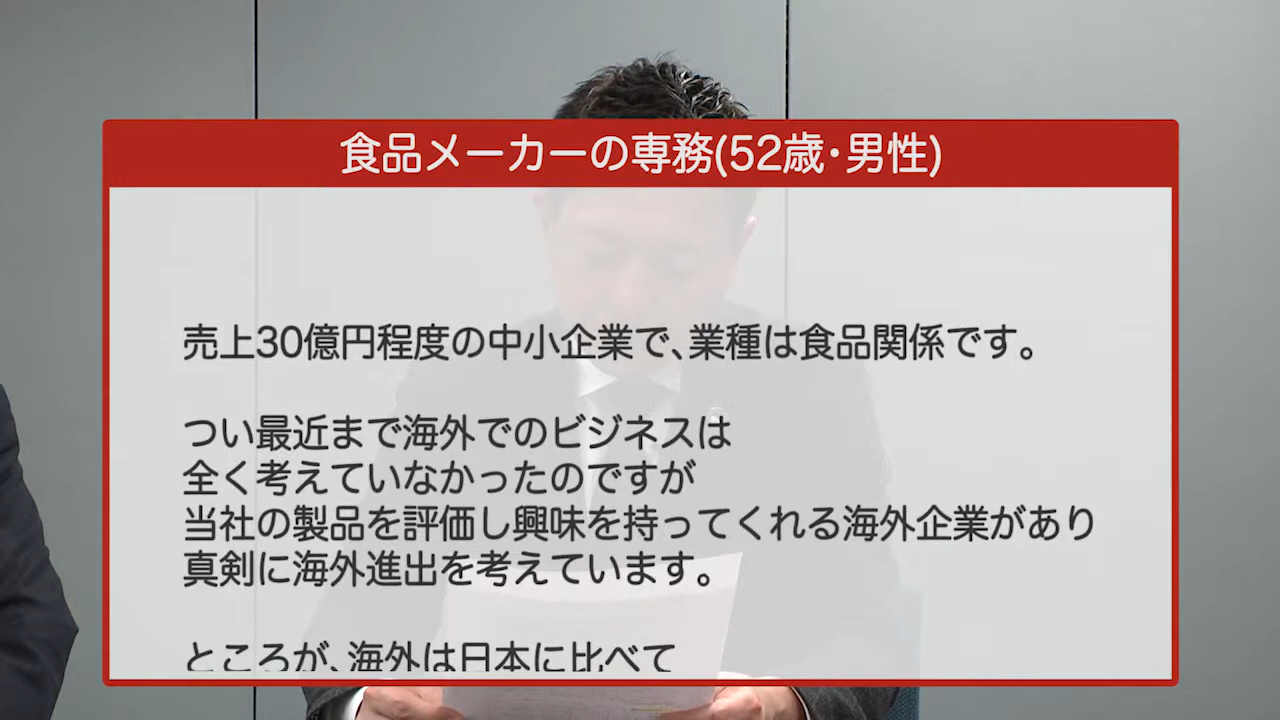 食品メーカーの専務(52歳・男性)
売上30億円程度の中小企業で、業種は食品関係です。
つい最近まで海外でのビジネスは
全く考えていなかったのですが
当社の製品を評価し興味を持ってくれる海外企業があり
真剣に海外進出を考えています。
ところが、海外は日本に比べて